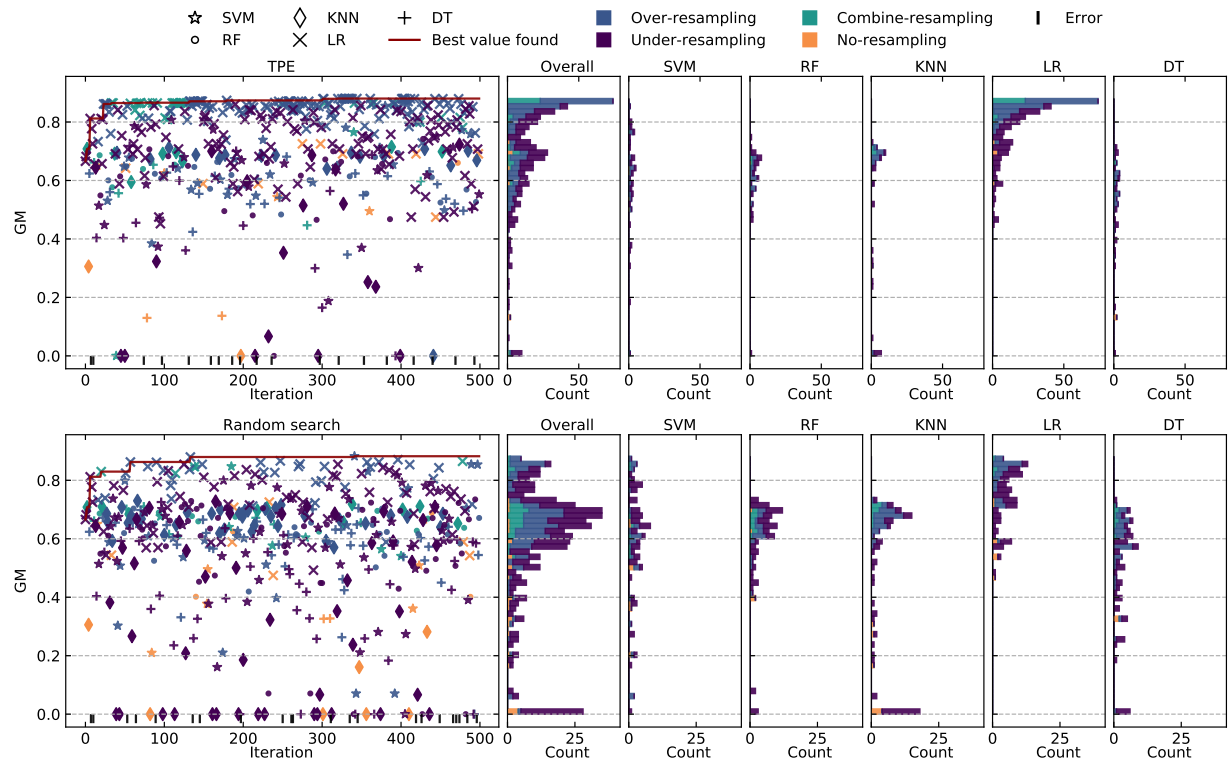 SVM KNN DT Over-resampling Combine-resampling Error
RF LR Best value found Under-resampling No-resampling
TPE Overall SVM RF KNN LR DT
GM
0.8
0.6
0.4
0.2
0.0
0 100 200 300 400 500 0 50 0 50 0 50 0 50 0 50 0 50
Iteration Count Count Count Count Count Count
Random search Overall SVM RF KNN LR DT
GM
0.8
0.6
0.4
0.2
0.0
0 100 200 300 400 500 0 25 0 25 0 25 0 25 0 25 0 25
Iteration Count Count Count Count Count Count